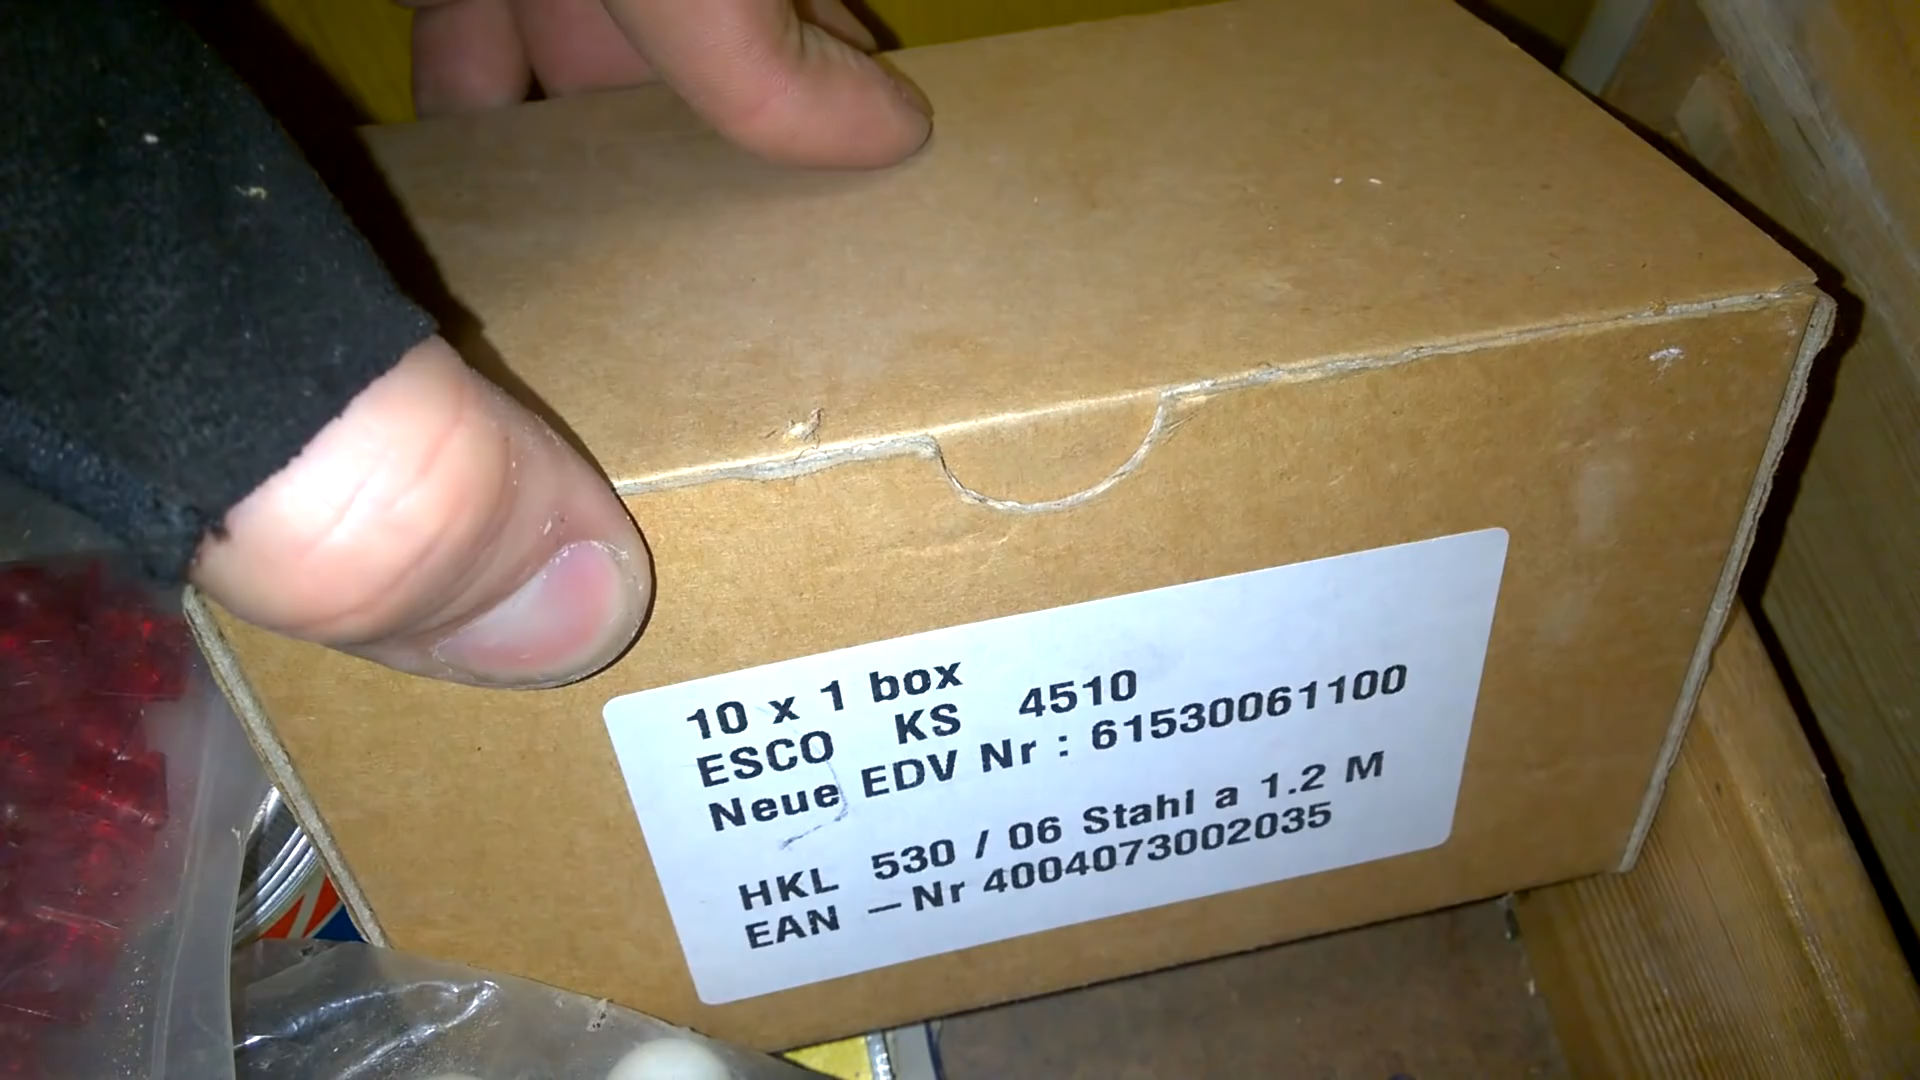 10 x 1 box
ESCO KS 4510
Neue EDV Nr : 61530061100
HKL 530 / 06 Stahl a 1.2 M
EAN – Nr 4004073002035